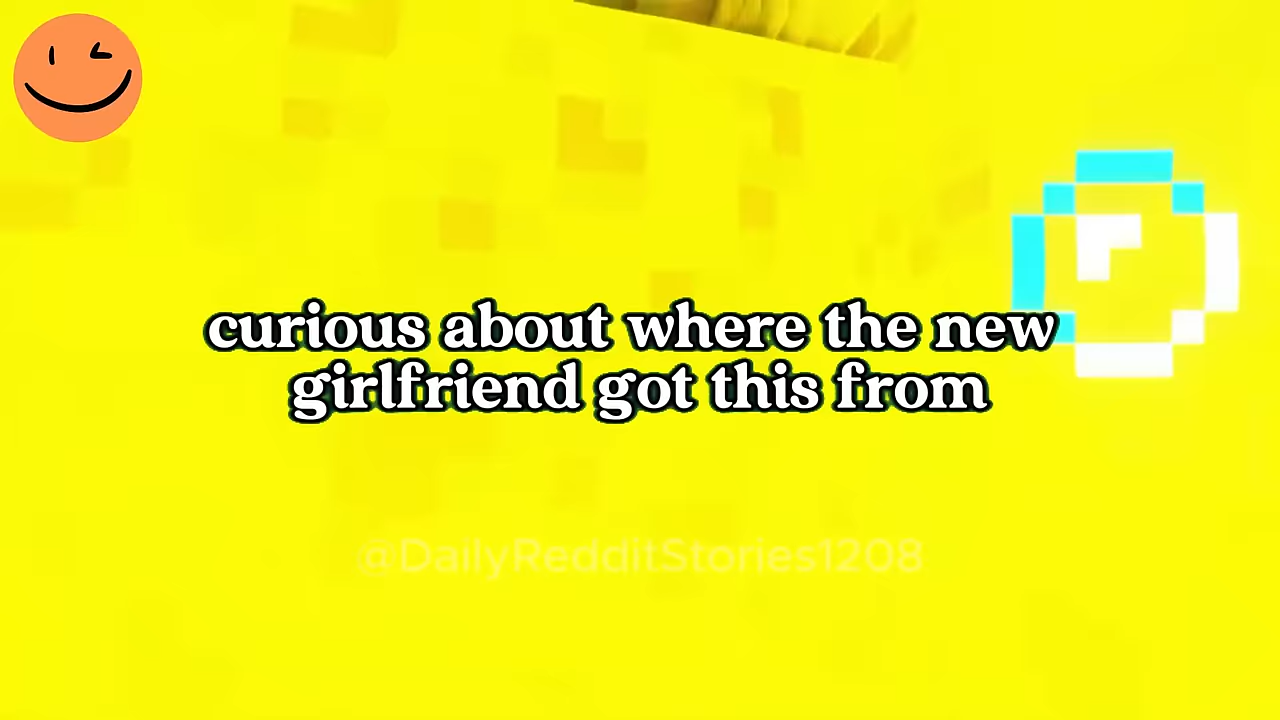 curious about where the new
girlfriend got this from
@DailyRedditStories1208